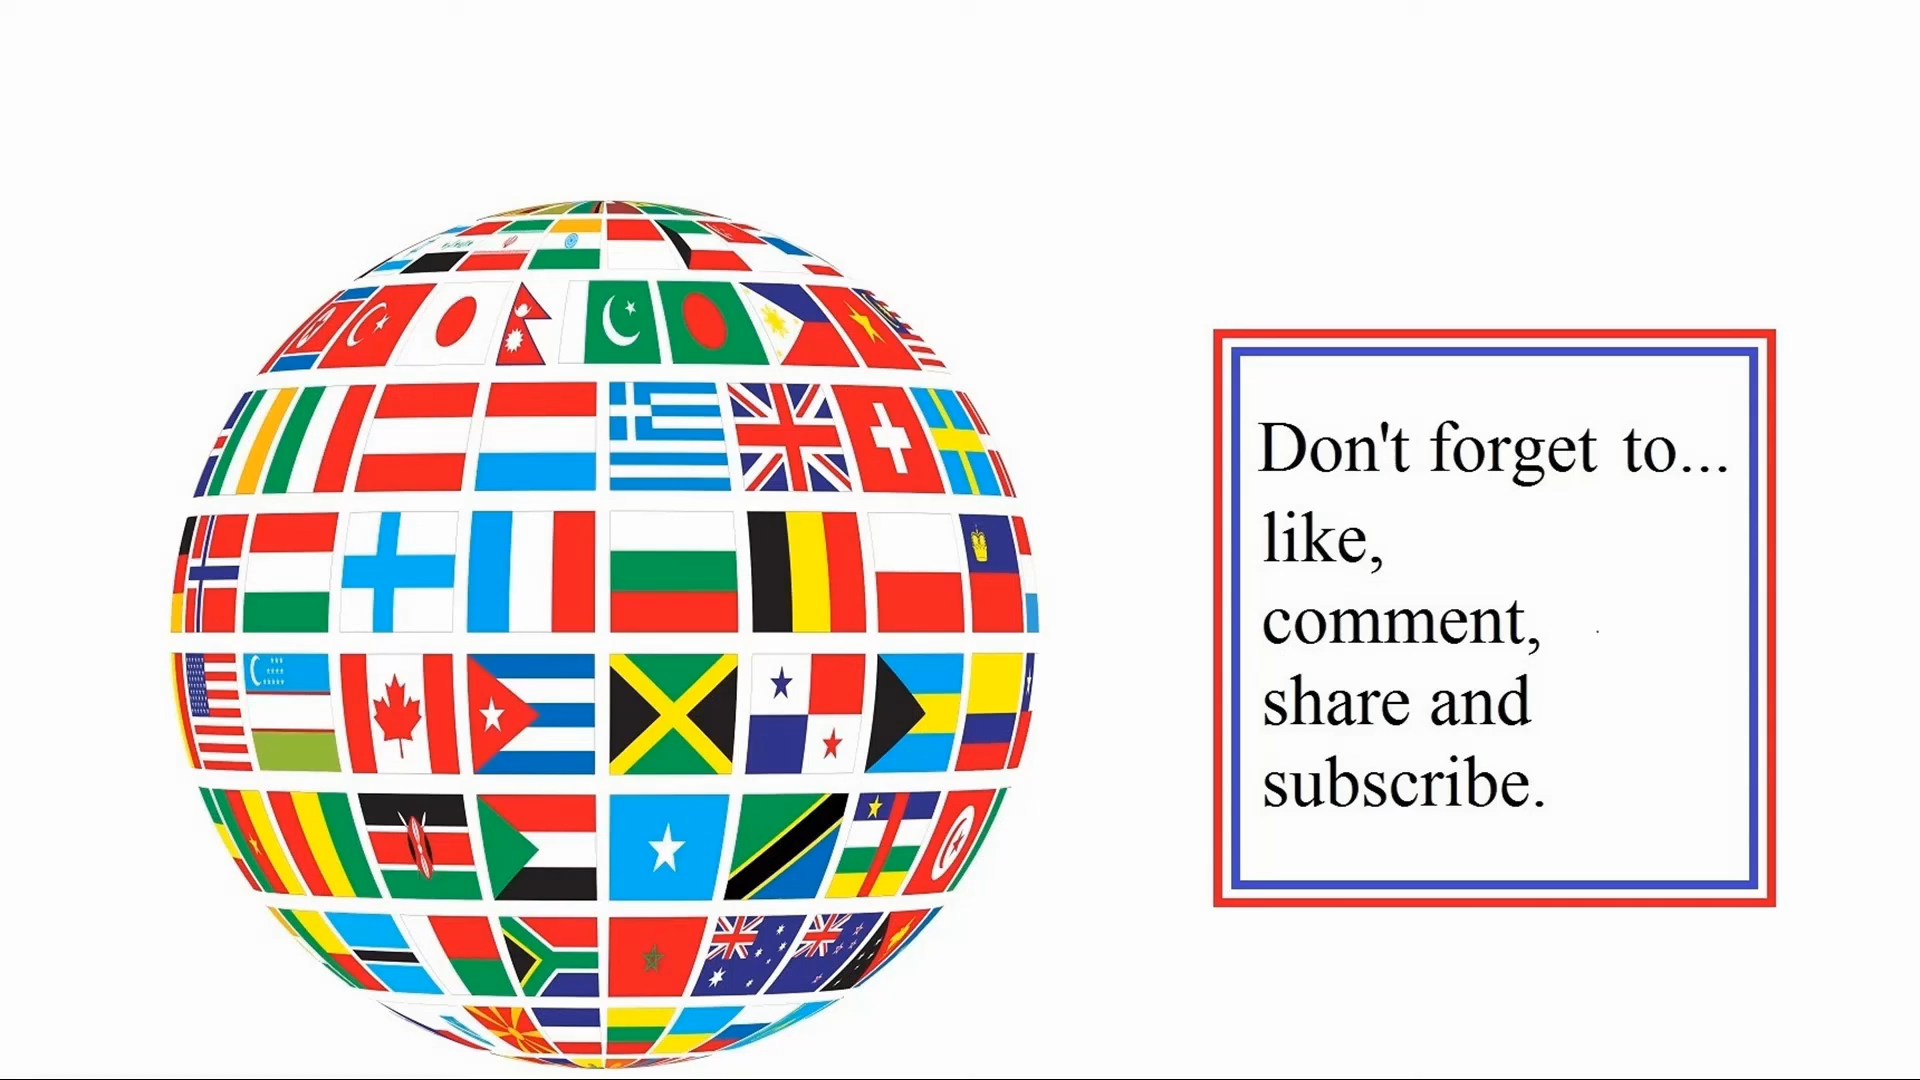 Don't forget to...
like,
comment,
share and
subscribe.